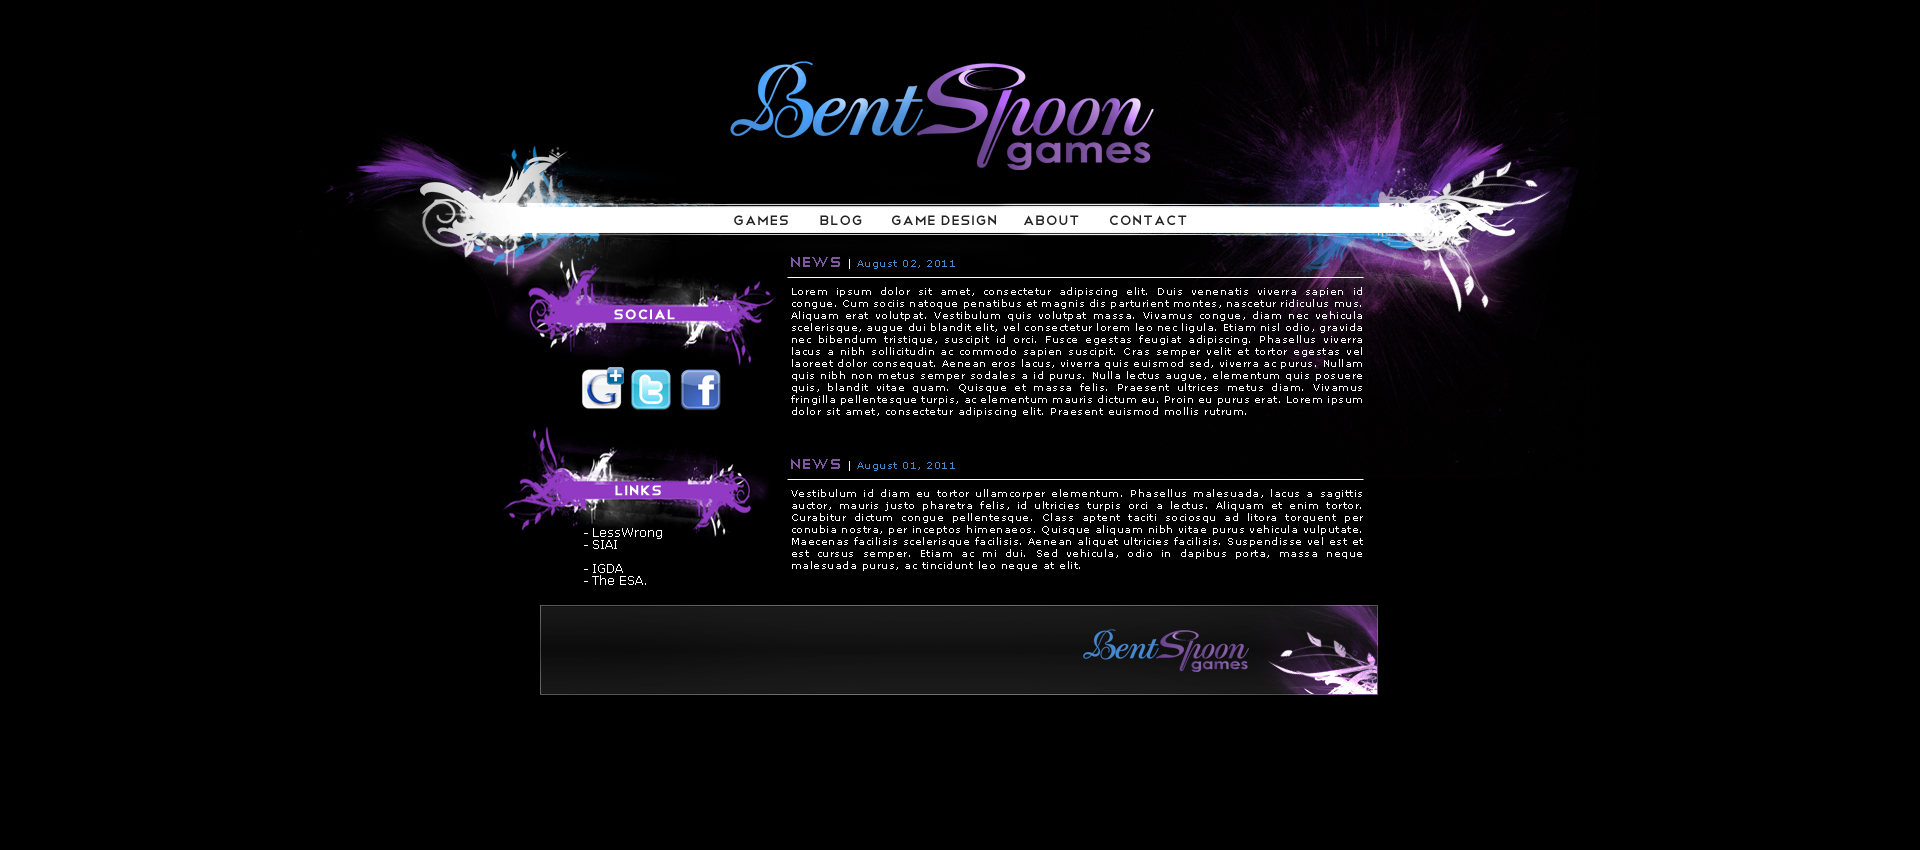 BentSpoon
games
GAMES BLOG GAME DESIGN ABOUT CONTACT
SOCIAL
G+ t f
LINKS
- LessWrong
- SIAI
- IGDA
- The ESA.
NEWS | August 02, 2011
Lorem ipsum dolor sit amet, consectetur adipiscing elit. Duis venenatis viverra sapien id
congue. Cum sociis natoque penatibus et magnis dis parturient montes, nascetur ridiculus mus.
Aliquam erat volutpat. Vestibulum quis volutpat massa. Vivamus congue, diam nec vehicula
scelerisque, augue dui blandit elit, vel consectetur lorem leo nec ligula. Etiam nisl odio, gravida
nec bibendum tristique, suscipit id orci. Fusce egestas feugiat adipiscing. Phasellus viverra
lacus a nibh sollicitudin ac commodo sapien suscipit. Cras semper velit et tortor egestas vel
laoreet dolor consequat. Aenean eros lacus, viverra quis euismod sed, viverra ac purus. Nullam
quis nibh non metus semper sodales a id purus. Nulla lectus augue, elementum quis posuere
quis, blandit vitae quam. Quisque et massa felis. Praesent ultrices metus diam. Vivamus
fringilla pellentesque turpis, ac elementum mauris dictum eu. Proin eu purus erat. Lorem ipsum
dolor sit amet, consectetur adipiscing elit. Praesent euismod mollis rutrum.
NEWS | August 01, 2011
Vestibulum id diam eu tortor ullamcorper elementum. Phasellus malesuada, lacus a sagittis
auctor, mauris justo pharetra felis, id ultricies turpis orci a lectus. Aliquam et enim tortor.
Curabitur dictum congue pellentesque. Class aptent taciti sociosqu ad litora torquent per
conubia nostra, per inceptos himenaeos. Quisque aliquam nibh vitae purus vehicula vulputate.
Maecenas facilisis scelerisque facilisis. Aenean aliquet ultricies facilisis. Suspendisse vel est et
est cursus semper. Etiam ac mi dui. Sed vehicula, odio in dapibus porta, massa neque
malesuada purus, ac tincidunt leo neque at elit.
BentSpoon
games